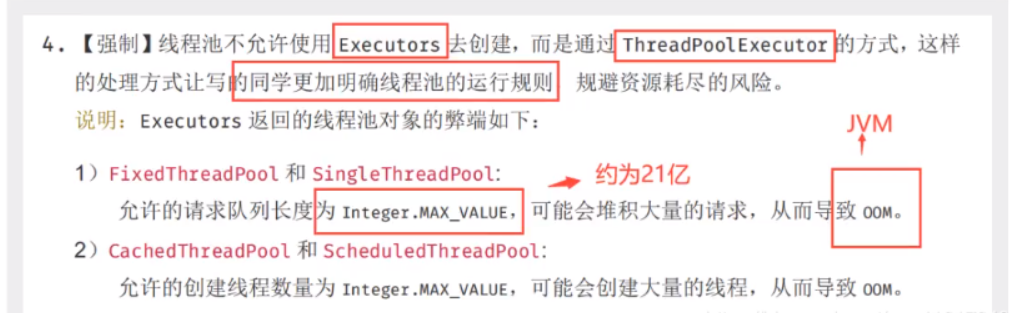 4. 【强制】线程池不允许使用 Executors 去创建，而是通过 ThreadPoolExecutor 的方式，这样
的处理方式让写的同学更加明确线程池的运行规则 规避资源耗尽的风险。
说明：Executors 返回的线程池对象的弊端如下：
JVM
1）FixedThreadPool 和 SingleThreadPool:
约为21亿
允许的请求队列长度为 Integer.MAX_VALUE，可能会堆积大量的请求，从而导致 OOM。
2）CachedThreadPool 和 ScheduledThreadPool:
允许的创建线程数量为 Integer.MAX_VALUE，可能会创建大量的线程，从而导致 OOM。